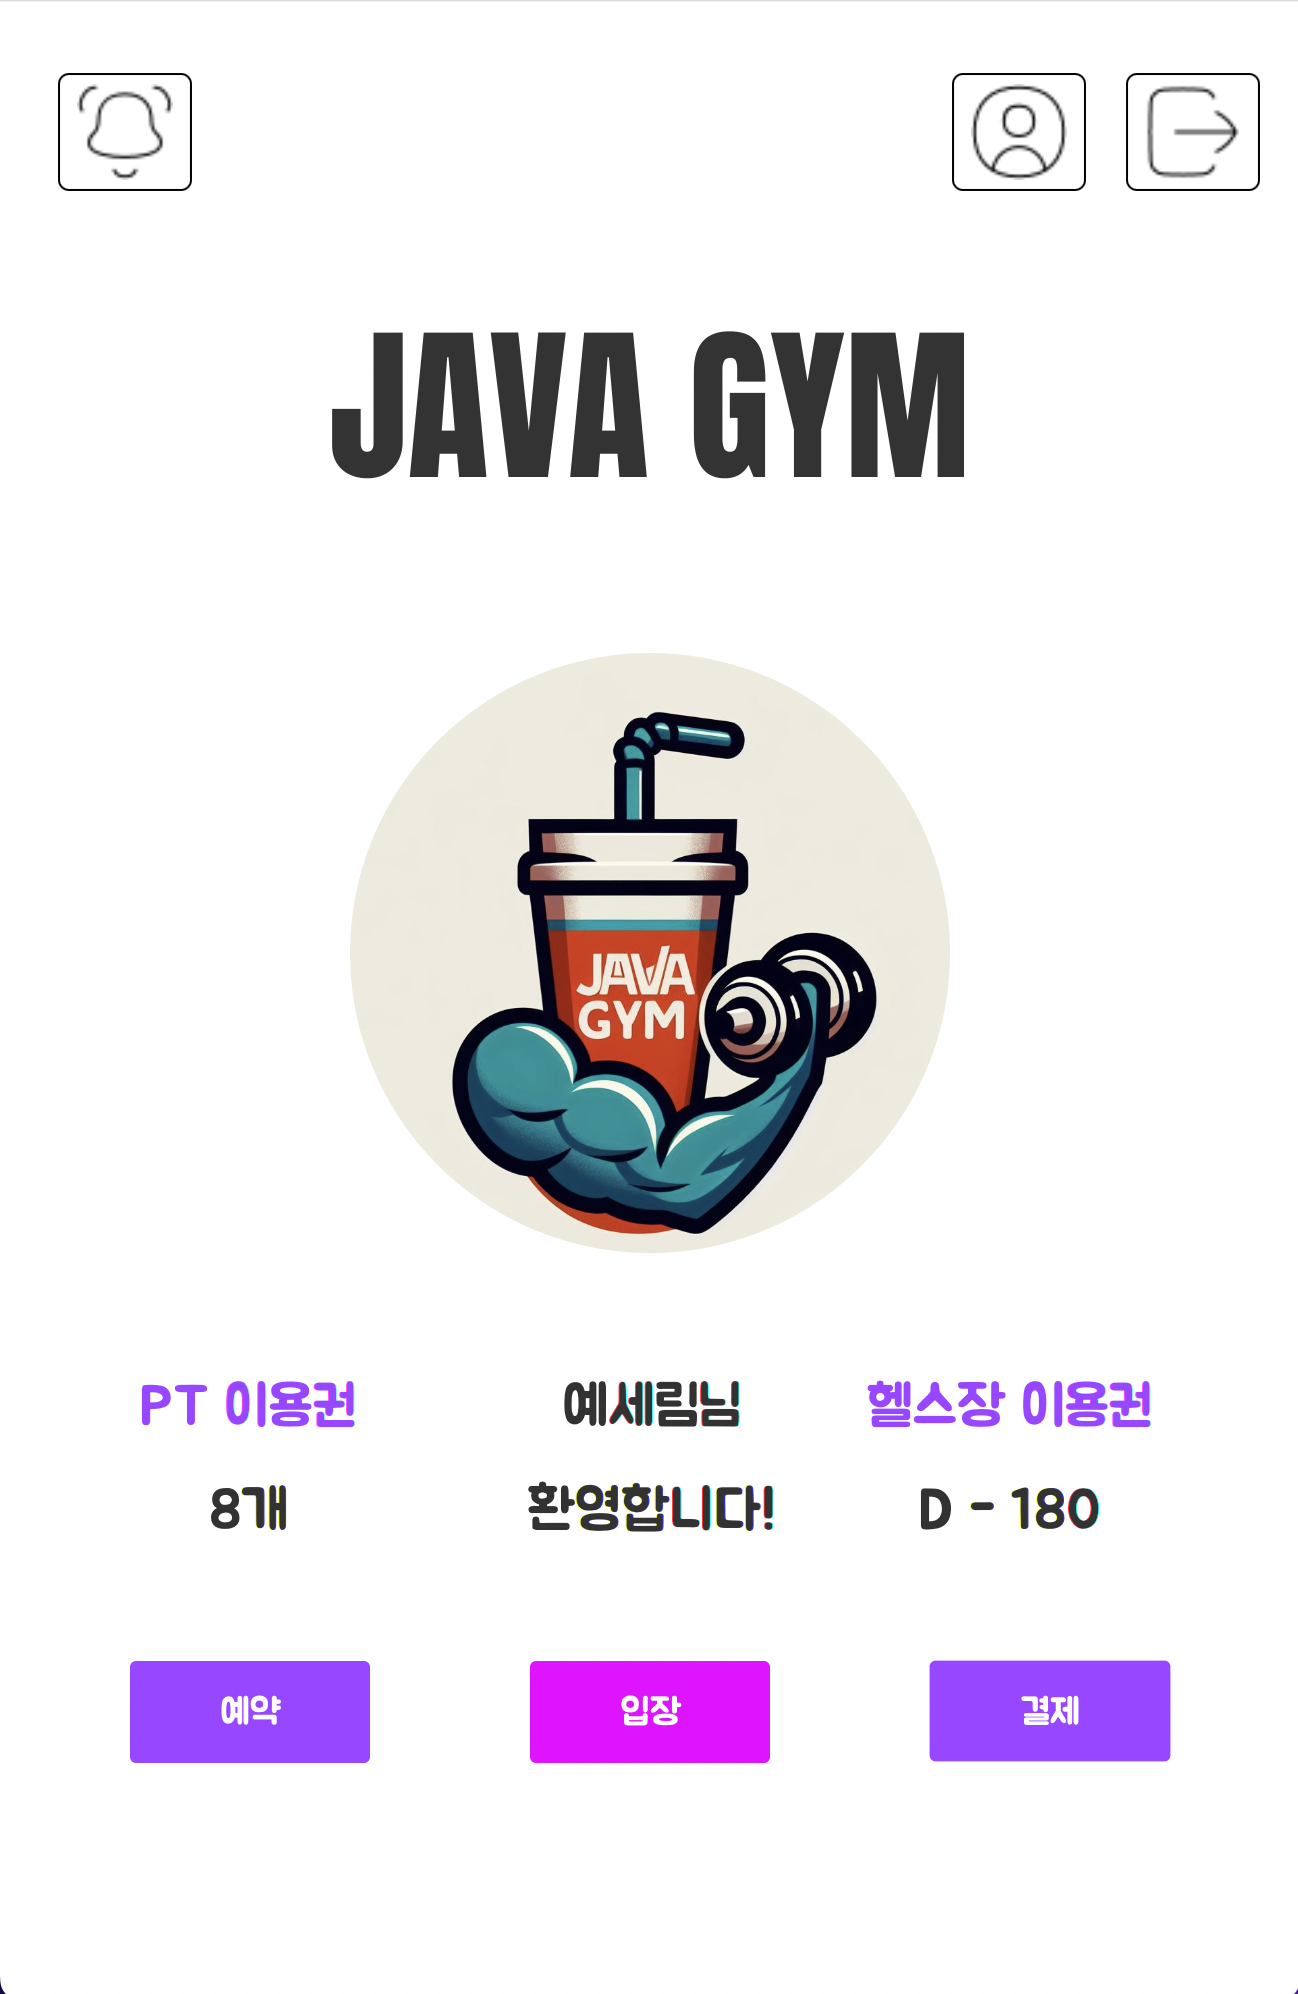 JAVA GYM
JAVA
GYM
PT 이용권
예세림님
헬스장 이용권
8개
환영합니다!
D - 180
예약
입장
결제